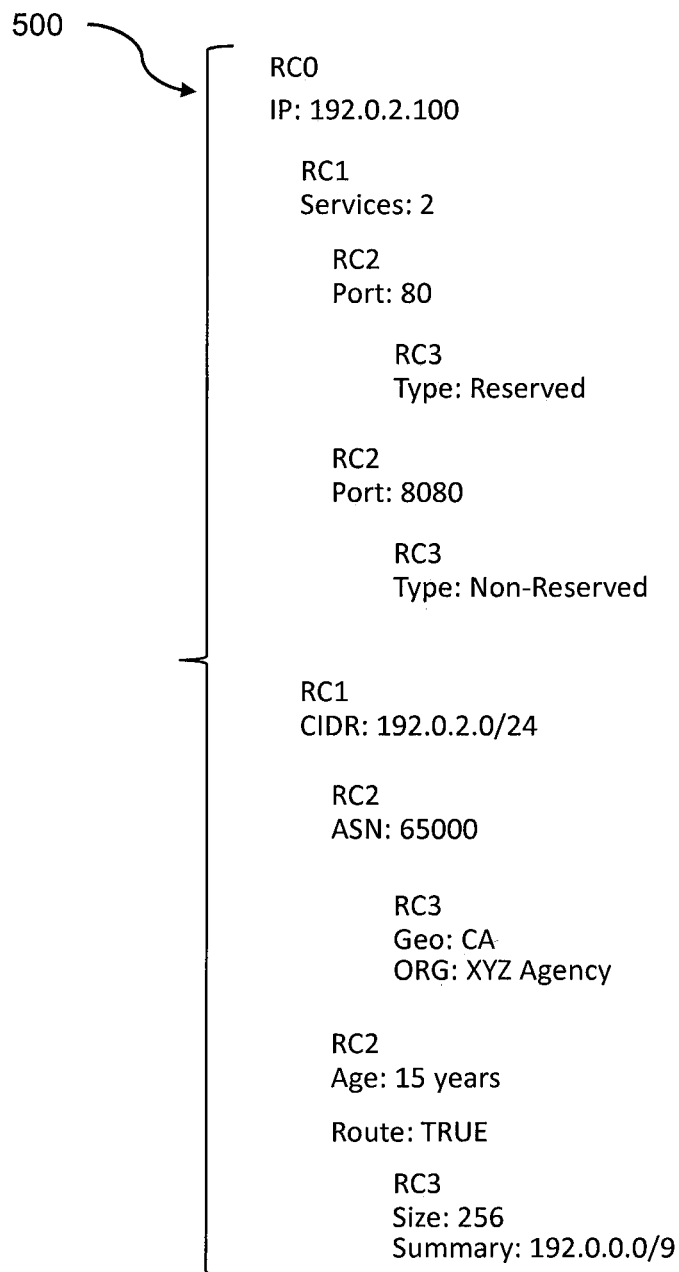 500
RC0
IP: 192.0.2.100
RC1
Services: 2
RC2
Port: 80
RC3
Type: Reserved
RC2
Port: 8080
RC3
Type: Non-Reserved
RC1
CIDR: 192.0.2.0/24
RC2
ASN: 65000
RC3
Geo: CA
ORG: XYZ Agency
RC2
Age: 15 years
Route: TRUE
RC3
Size: 256
Summary: 192.0.0.0/9